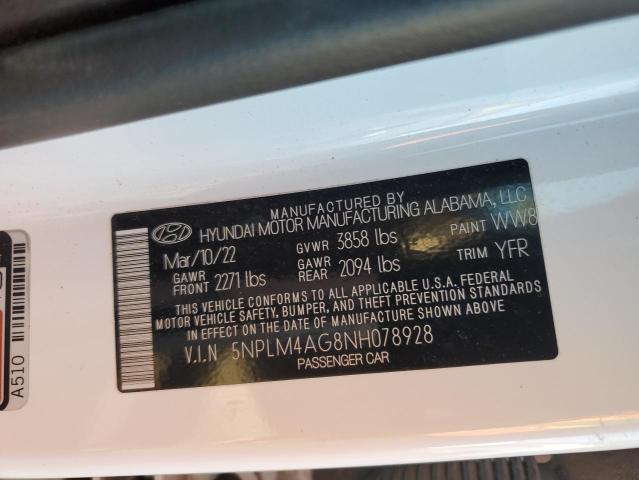 MANUFACTURED BY
HYUNDAI MOTOR MANUFACTURING ALABAMA, LLC
Mar/10/22 GVWR 3858 lbs PAINT WW8
GAWR FRONT 2271 lbs GAWR REAR 2094 lbs TRIM YFR
THIS VEHICLE CONFORMS TO ALL APPLICABLE U.S.A. FEDERAL
MOTOR VEHICLE SAFETY, BUMPER, AND THEFT PREVENTION STANDARDS
IN EFFECT ON THE DATE OF MANUFACTURE SHOWN ABOVE
V.I.N 5NPLM4AG8NH078928
PASSENGER CAR
A510